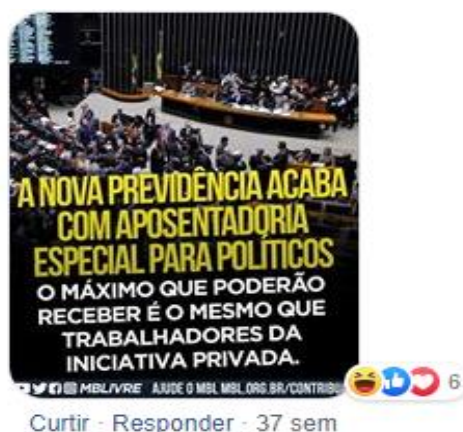 A NOVA PREVIDÊNCIA ACABA
COM APOSENTADORIA
ESPECIAL PARA POLÍTICOS
O MÁXIMO QUE PODERÃO
RECEBER É O MESMO QUE
TRABALHADORES DA
INICIATIVA PRIVADA.
MBLIVRE AJUDE O MBL MBL.ORG.BR/CONTRIBU
6
Curtir · Responder · 37 sem